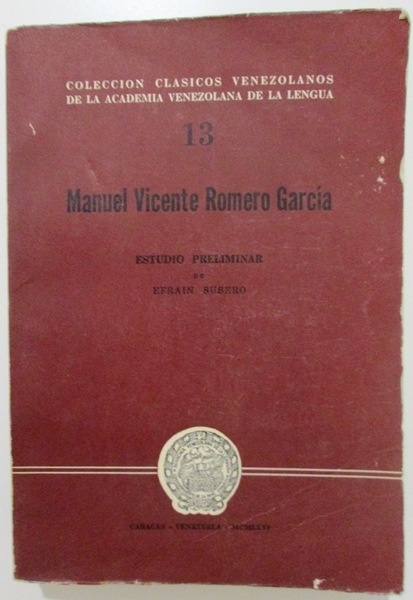 COLECCION CLASICOS VENEZOLANOS
DE LA ACADEMIA VENEZOLANA DE LA LENGUA
13
Manuel Vicente Romero García
ESTUDIO PRELIMINAR
DE
EFRAIN SUBERO
CARACAS - VENEZUELA - MCMLXVI